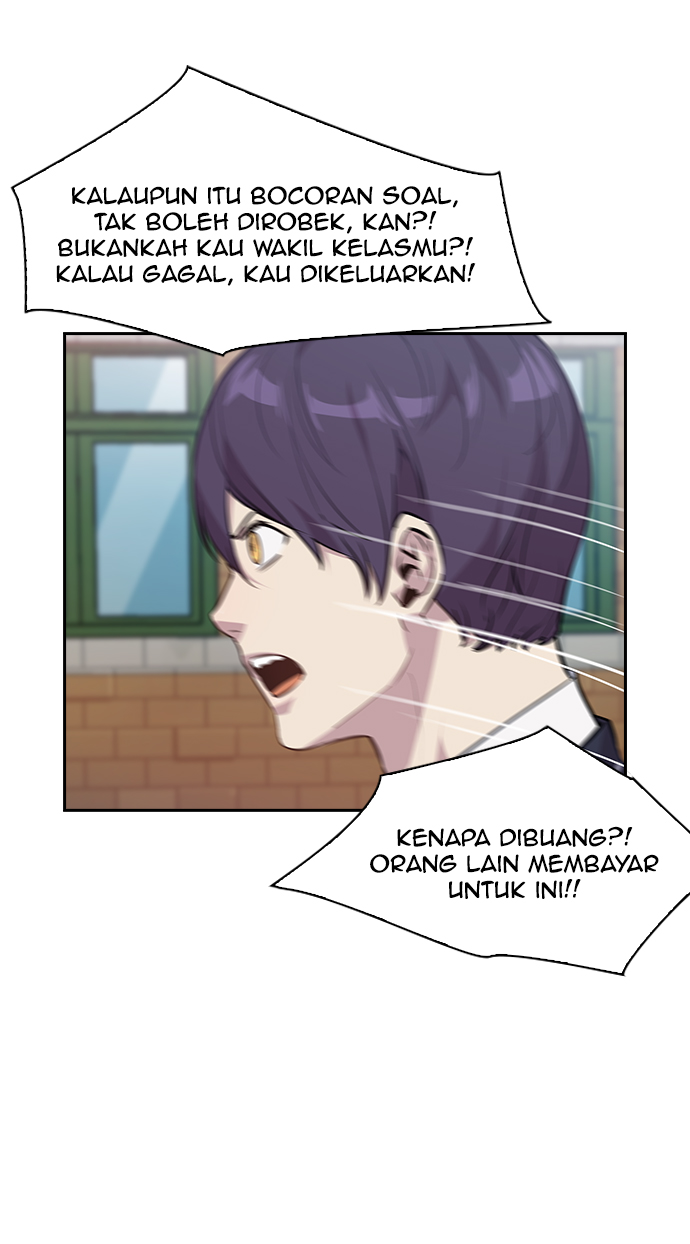 KALAUPUN ITU BOCORAN SOAL,
TAK BOLEH DIROBEK, KAN?!
BUKANKAH KAU WAKIL KELASMU?!
KALAU GAGAL, KAU DIKELUARKAN!
KENAPA DIBUANG?!
ORANG LAIN MEMBAYAR
UNTUK INI!!